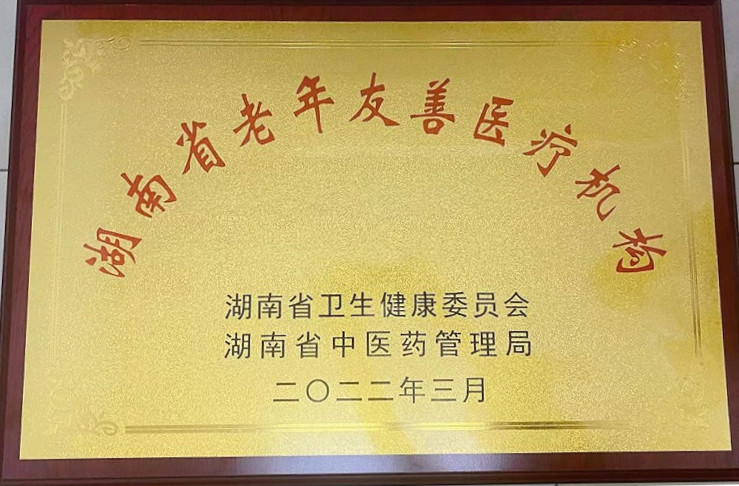 湖南省老年友善医疗机构
湖南省卫生健康委员会
湖南省中医药管理局
二〇二二年三月